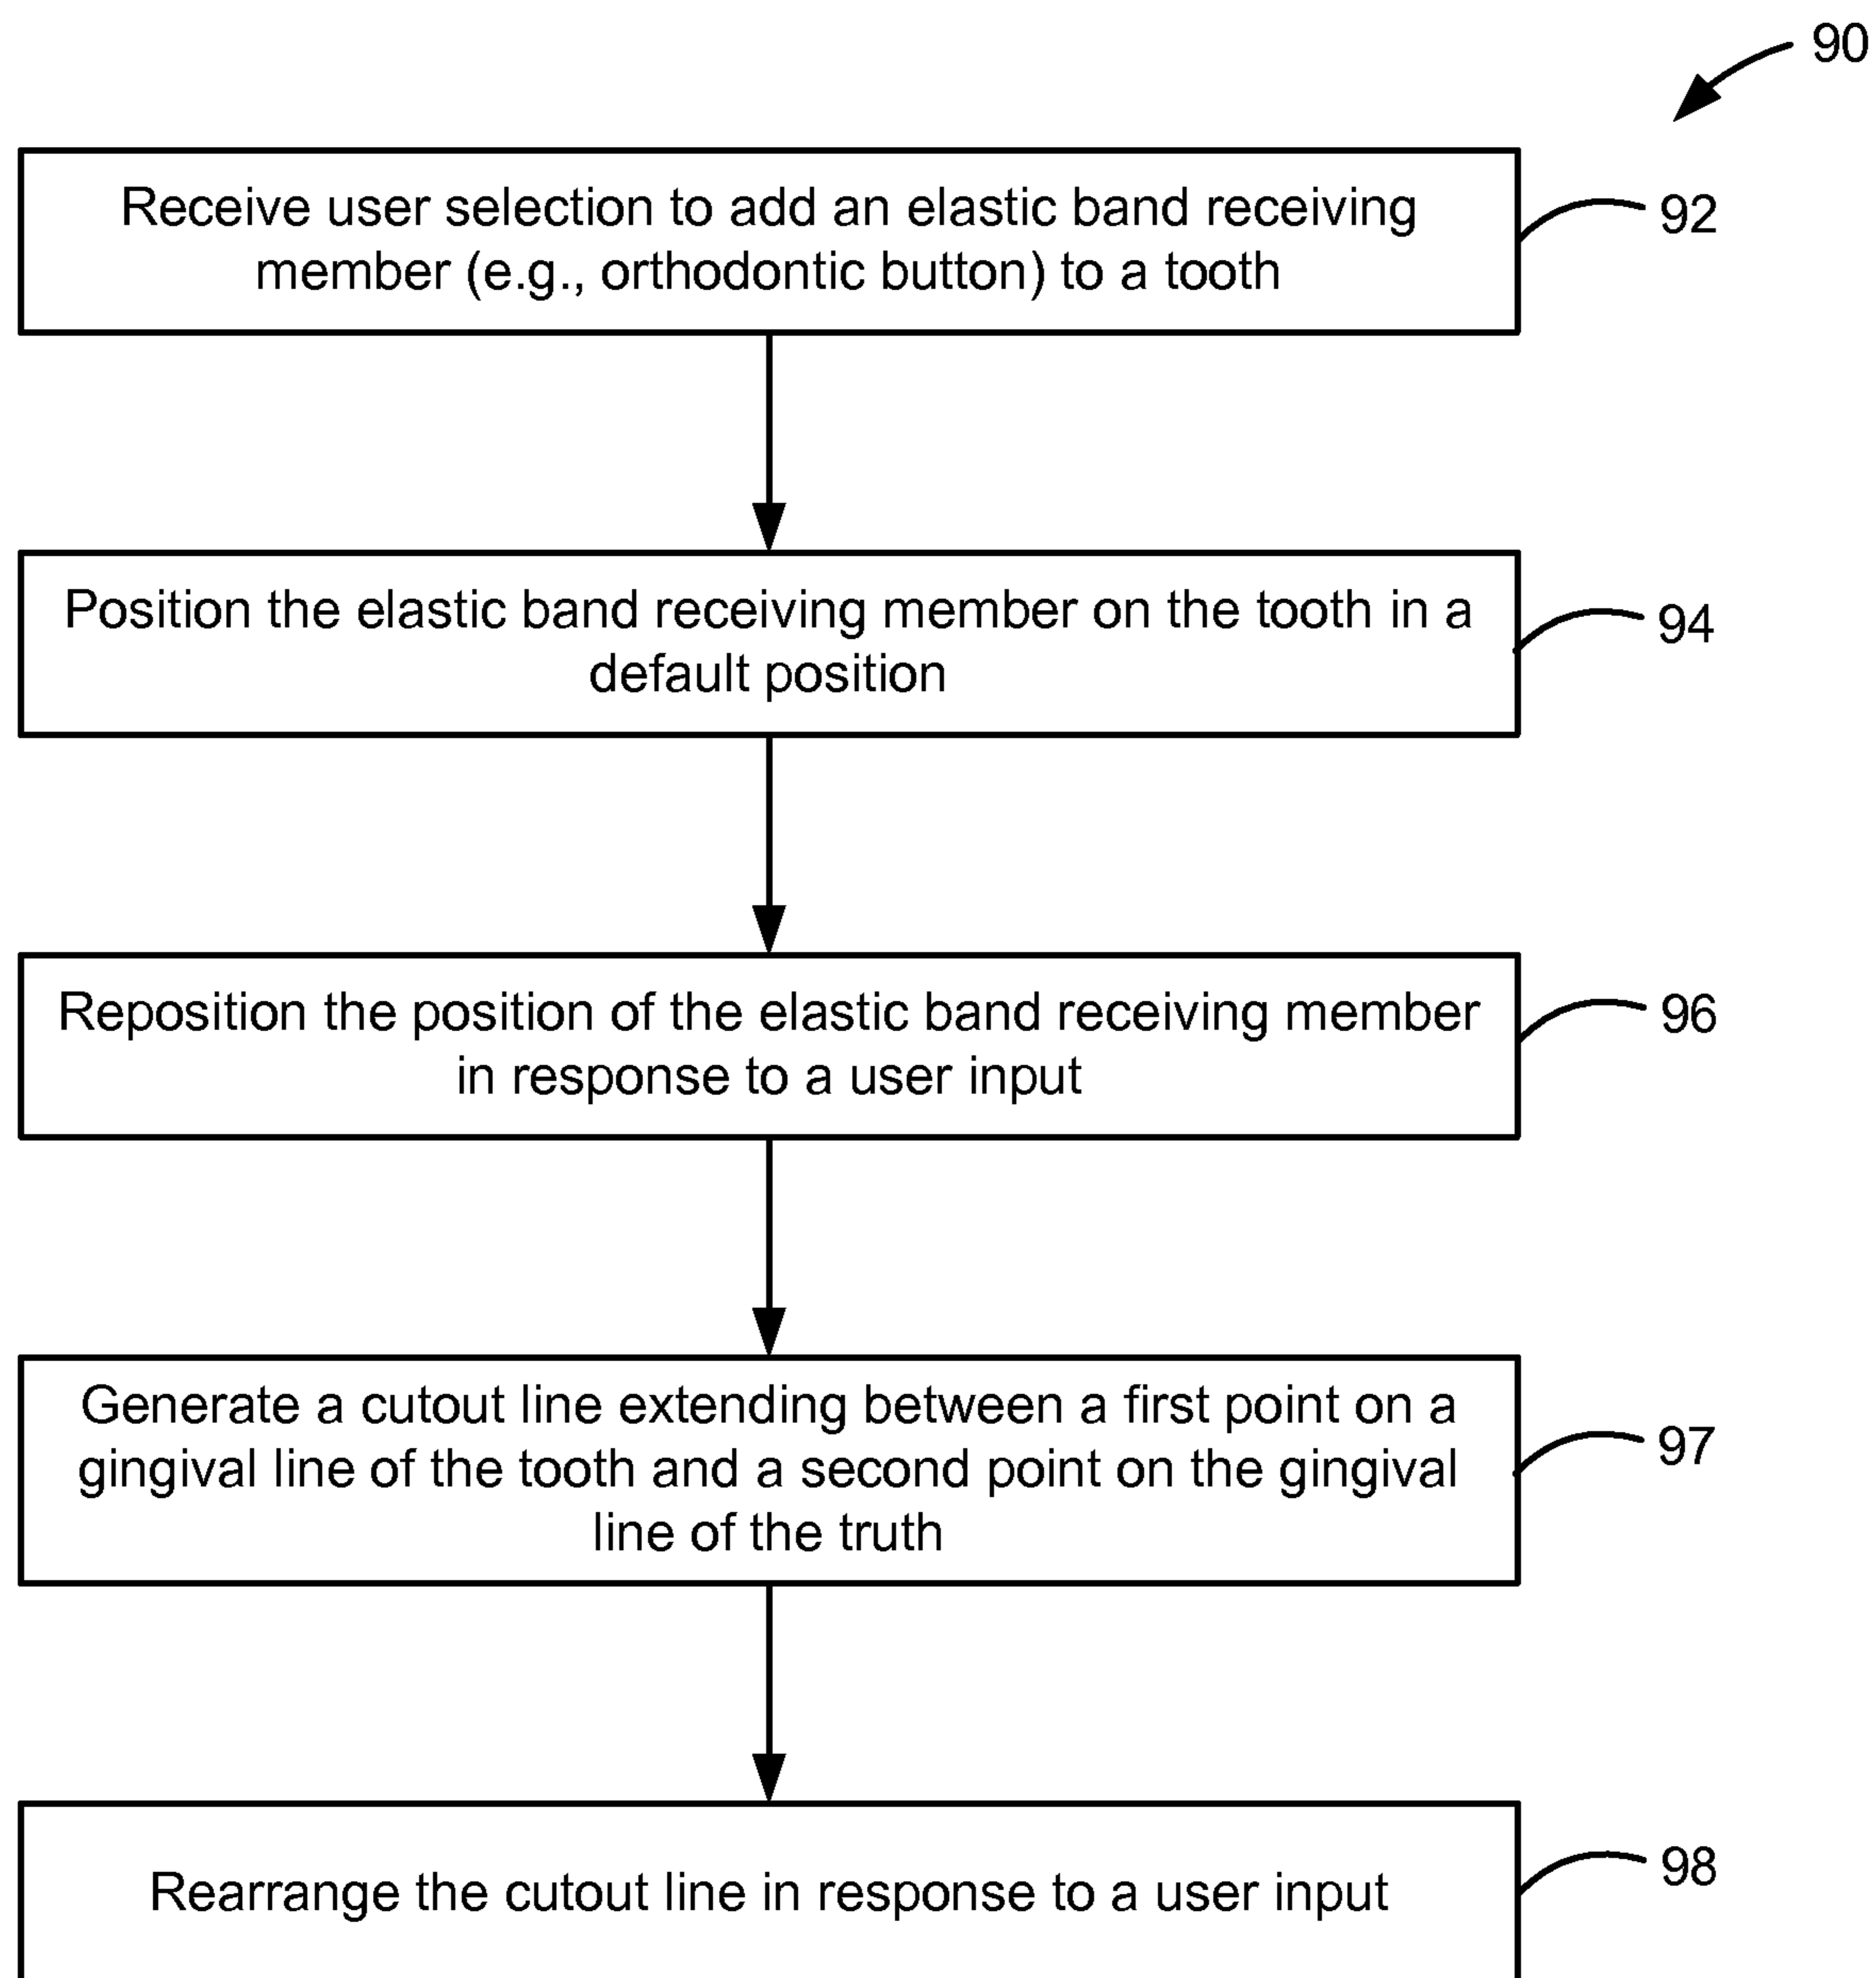 90
Receive user selection to add an elastic band receiving
member (e.g., orthodontic button) to a tooth
92
Position the elastic band receiving member on the tooth in a
default position
94
Reposition the position of the elastic band receiving member
in response to a user input
96
Generate a cutout line extending between a first point on a
gingival line of the tooth and a second point on the gingival
line of the truth
97
Rearrange the cutout line in response to a user input
98